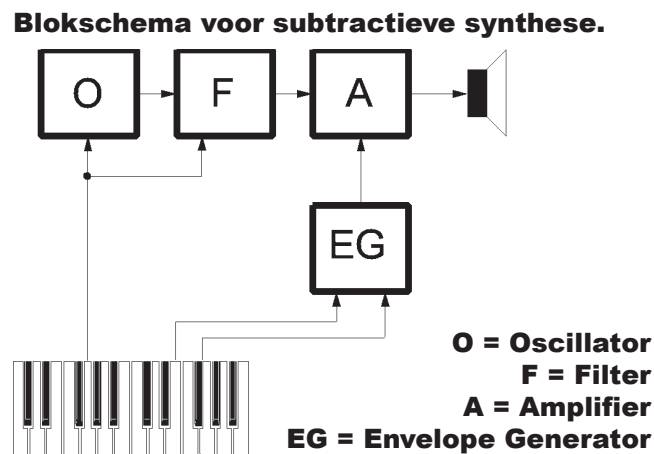 Blokschema voor subtractieve synthese.
O
F
A
EG
O = Oscillator
F = Filter
A = Amplifier
EG = Envelope Generator